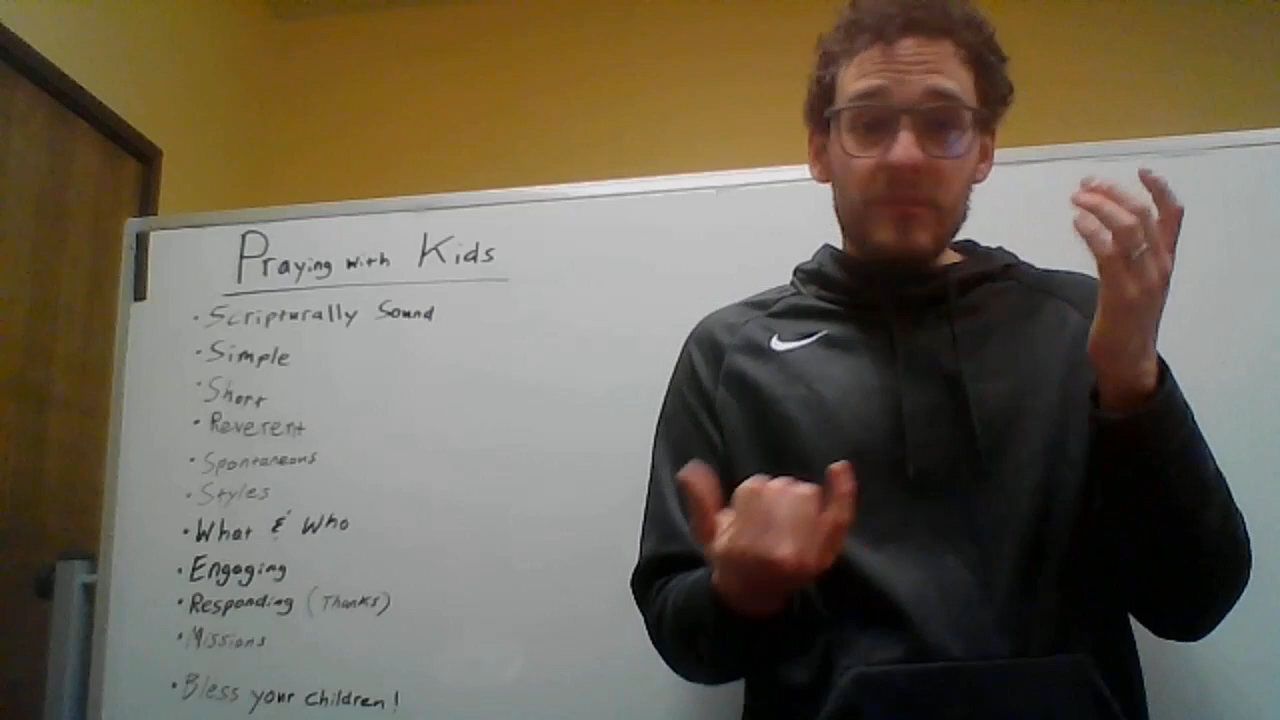 Praying with Kids
• Scripturally Sound
• Simple
• Short
• Reverent
• Spontaneous
• Styles
• What & Who
• Engaging
• Responding (Thanks)
• Missions
• Bless your children!